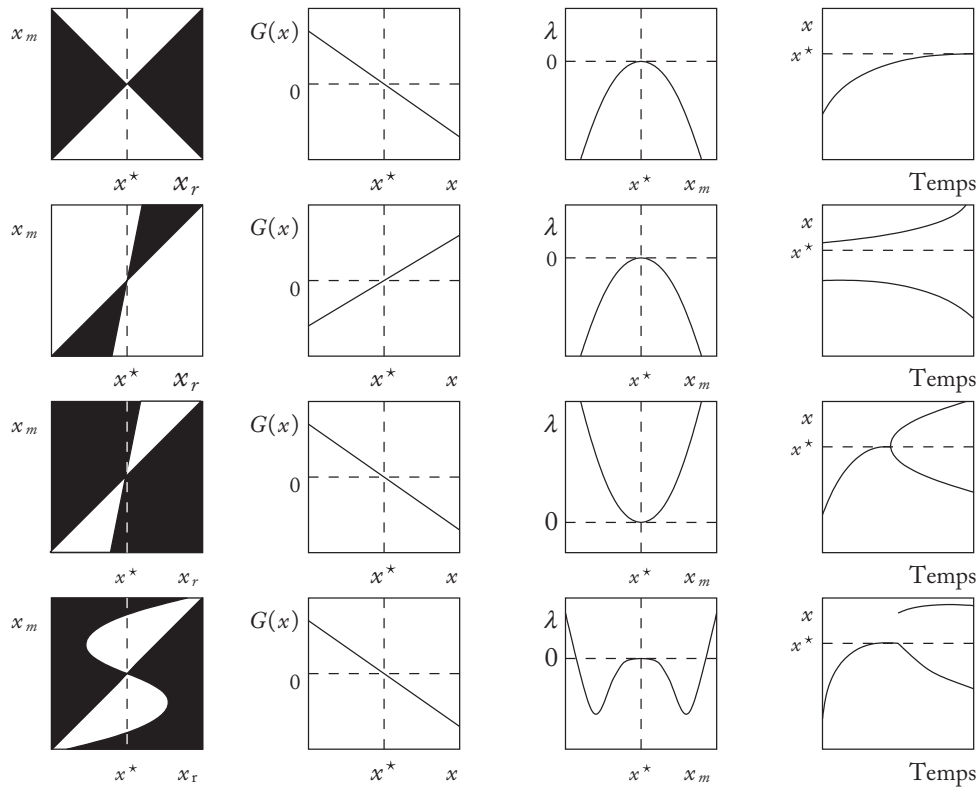 x_m G(x) λ x
0 0 x⋆
x⋆ x_r x⋆ x x⋆ x_m Temps
x_m G(x) λ x
0 0 x⋆
x⋆ x_r x⋆ x x⋆ x_m Temps
x_m G(x) λ x⋆
0 0 x
x⋆ x_r x⋆ x x⋆ x_m Temps
x_m G(x) λ x
0 0 x⋆
x⋆ x_r x⋆ x x⋆ x_m Temps